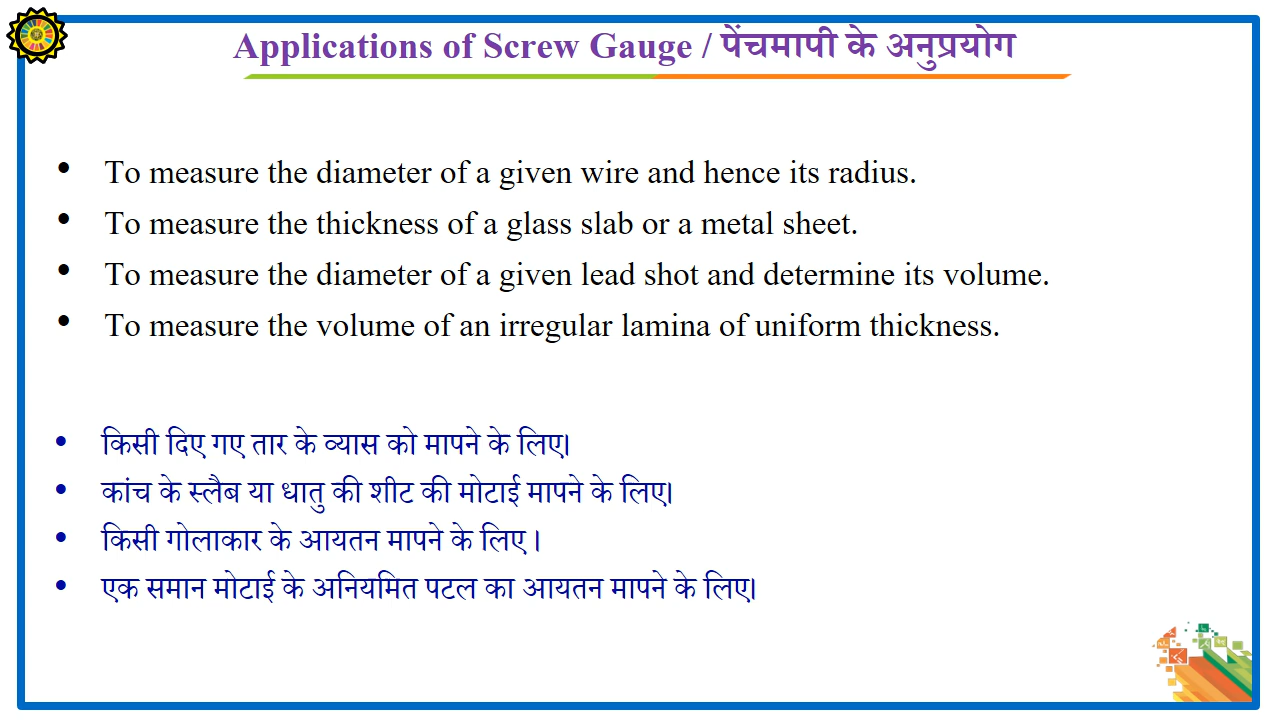 Applications of Screw Gauge / पेंचमापी के अनुप्रयोग
• To measure the diameter of a given wire and hence its radius.
• To measure the thickness of a glass slab or a metal sheet.
• To measure the diameter of a given lead shot and determine its volume.
• To measure the volume of an irregular lamina of uniform thickness.
• किसी दिए गए तार के व्यास को मापने के लिए।
• कांच के स्लैब या धातु की शीट की मोटाई मापने के लिए।
• किसी गोलाकार के आयतन मापने के लिए ।
• एक समान मोटाई के अनियमित पटल का आयतन मापने के लिए।